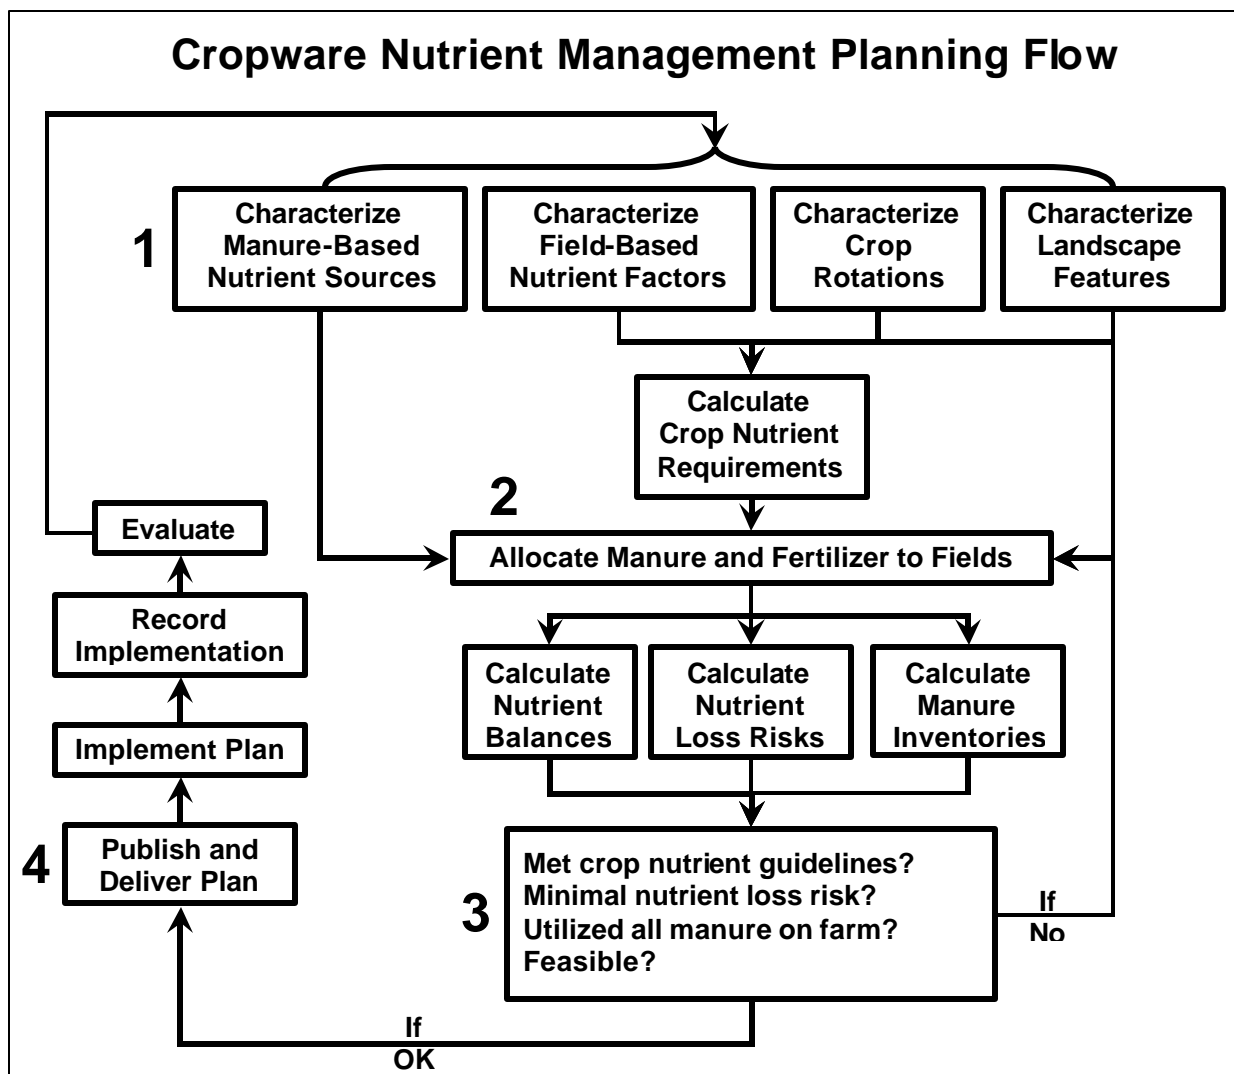 Cropware Nutrient Management Planning Flow
1
Characterize
Manure-Based
Nutrient Sources
Characterize
Field-Based
Nutrient Factors
Characterize
Crop
Rotations
Characterize
Landscape
Features
Calculate
Crop Nutrient
Requirements
2
Allocate Manure and Fertilizer to Fields
Calculate
Nutrient
Balances
Calculate
Nutrient
Loss Risks
Calculate
Manure
Inventories
3
Met crop nutrient guidelines?
Minimal nutrient loss risk?
Utilized all manure on farm?
Feasible?
If
No
If
OK
4
Publish and
Deliver Plan
Implement Plan
Record
Implementation
Evaluate